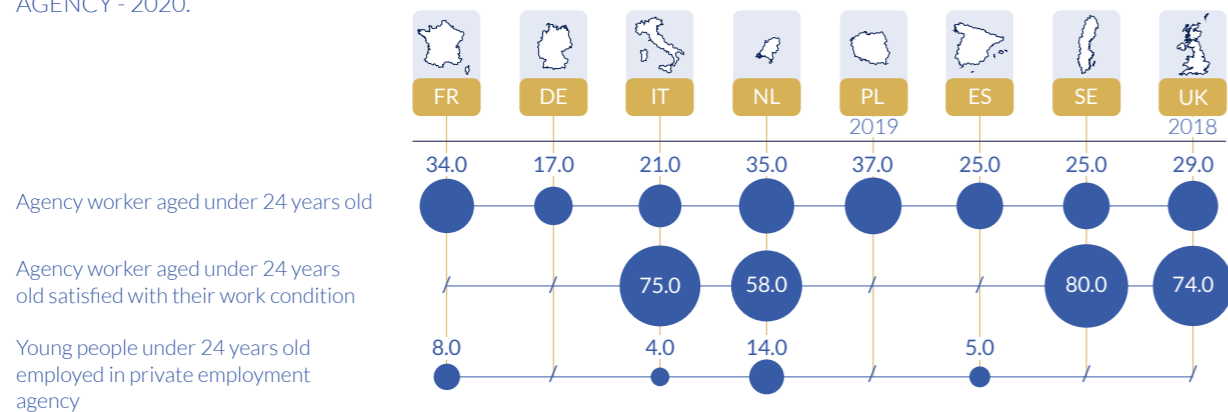 AGENCY - 2020.
FR DE IT NL PL ES SE UK
2019 2018
34.0 17.0 21.0 35.0 37.0 25.0 25.0 29.0
Agency worker aged under 24 years old
Agency worker aged under 24 years
old satisfied with their work condition
75.0 58.0 80.0 74.0
Young people under 24 years old
employed in private employment
agency
8.0 4.0 14.0 5.0